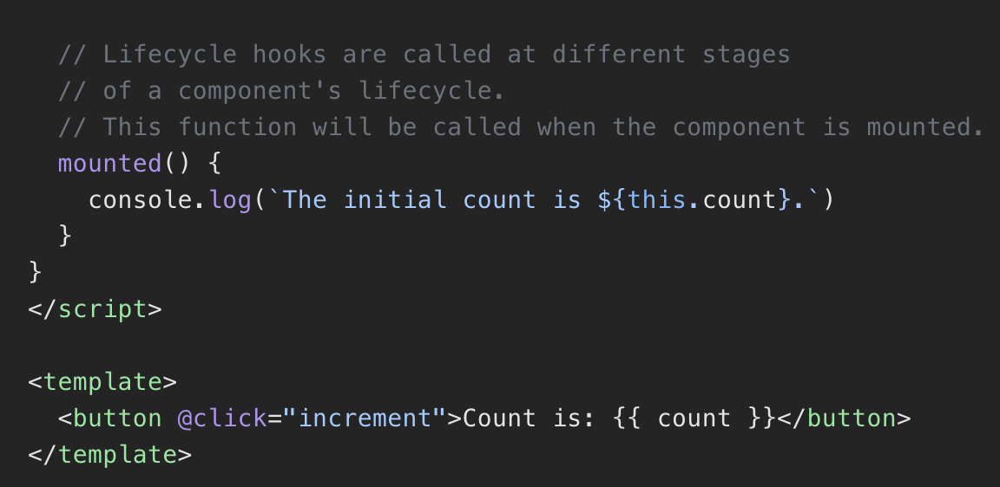 // Lifecycle hooks are called at different stages
// of a component's lifecycle.
// This function will be called when the component is mounted.
mounted() {
console.log(`The initial count is ${this.count}.`)
}
}
</script>
<template>
<button @click="increment">Count is: {{ count }}</button>
</template>